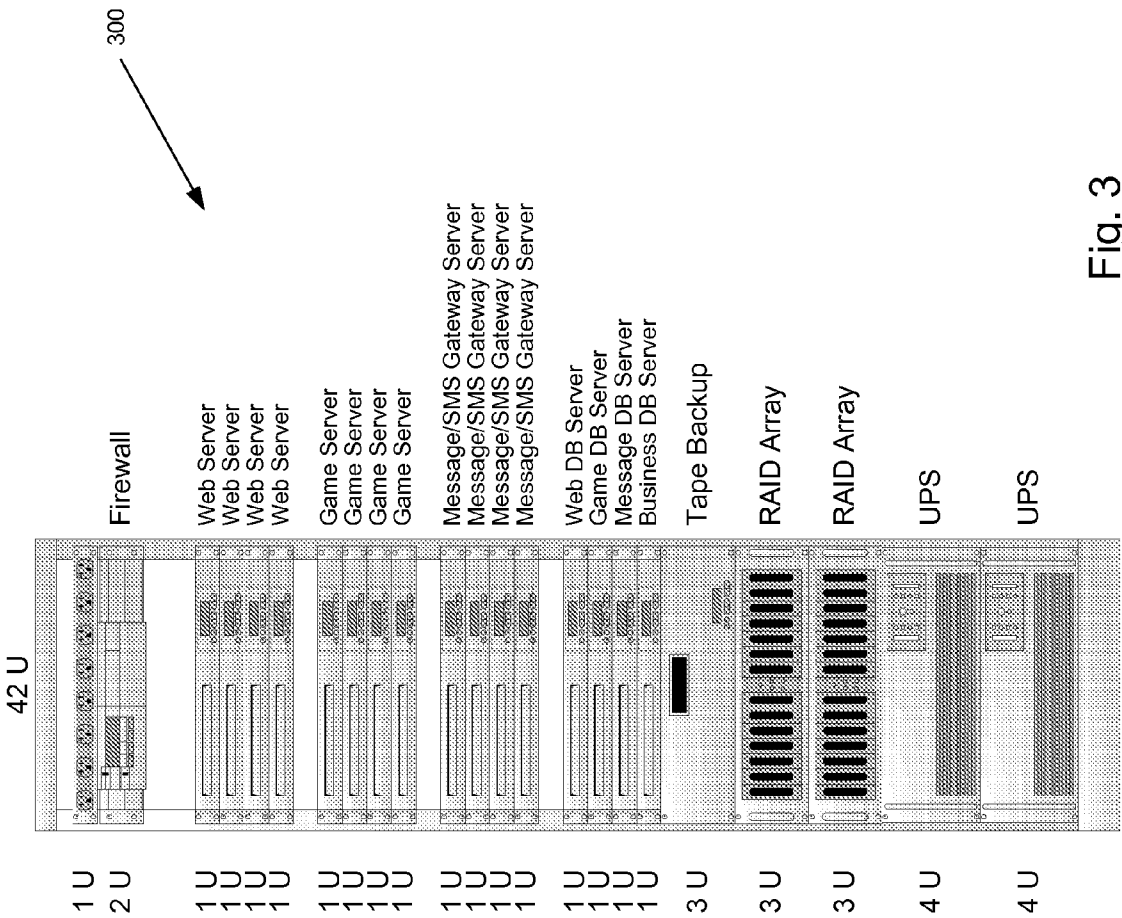 42 U
300
1 U
2 U Firewall
1 U Web Server
1 U Web Server
1 U Web Server
1 U Web Server
1 U Game Server
1 U Game Server
1 U Game Server
1 U Game Server
1 U Message/SMS Gateway Server
1 U Message/SMS Gateway Server
1 U Message/SMS Gateway Server
1 U Message/SMS Gateway Server
1 U Web DB Server
1 U Game DB Server
1 U Message DB Server
1 U Business DB Server
3 U Tape Backup
3 U RAID Array
3 U RAID Array
4 U UPS
4 U UPS
Fig. 3